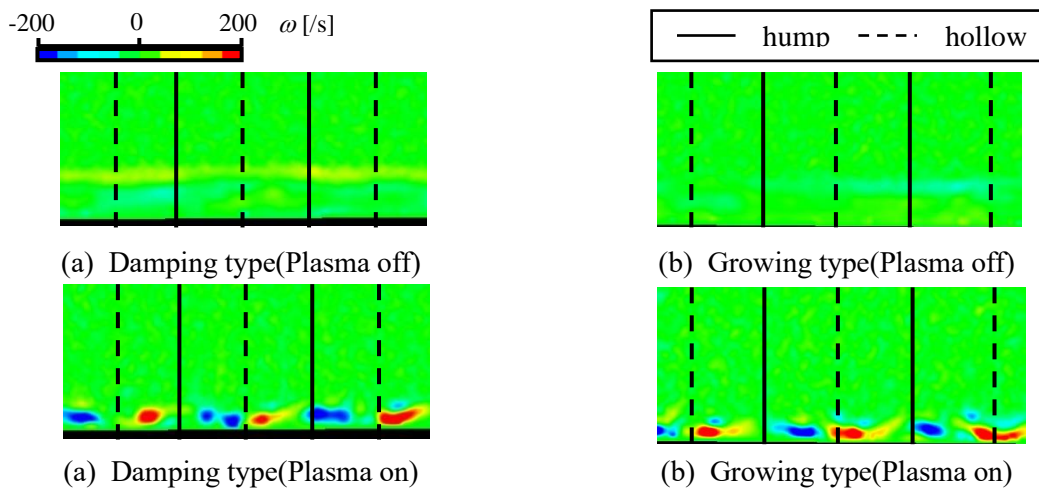 -200 0 200 ω [/s]
hump hollow
(a) Damping type(Plasma off) (b) Growing type(Plasma off)
(a) Damping type(Plasma on) (b) Growing type(Plasma on)